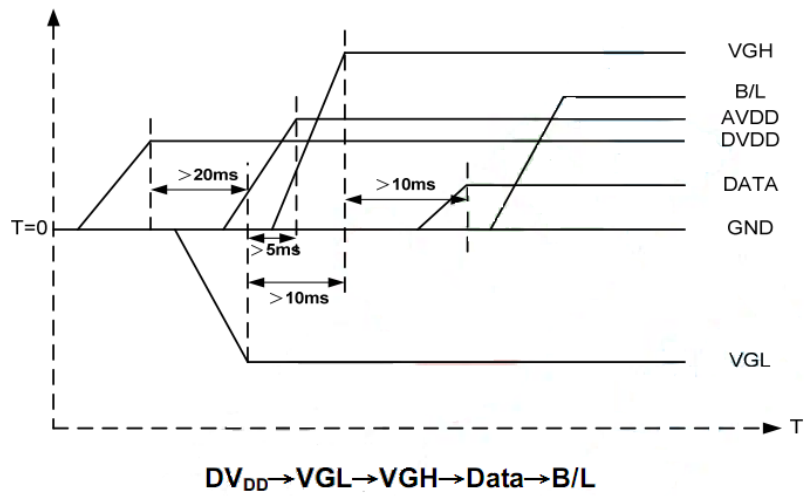 VGH
B/L
AVDD
DVDD
>20ms
>10ms
DATA
T=0
GND
>5ms
>10ms
VGL
T
DVDD→VGL→VGH→Data→B/L